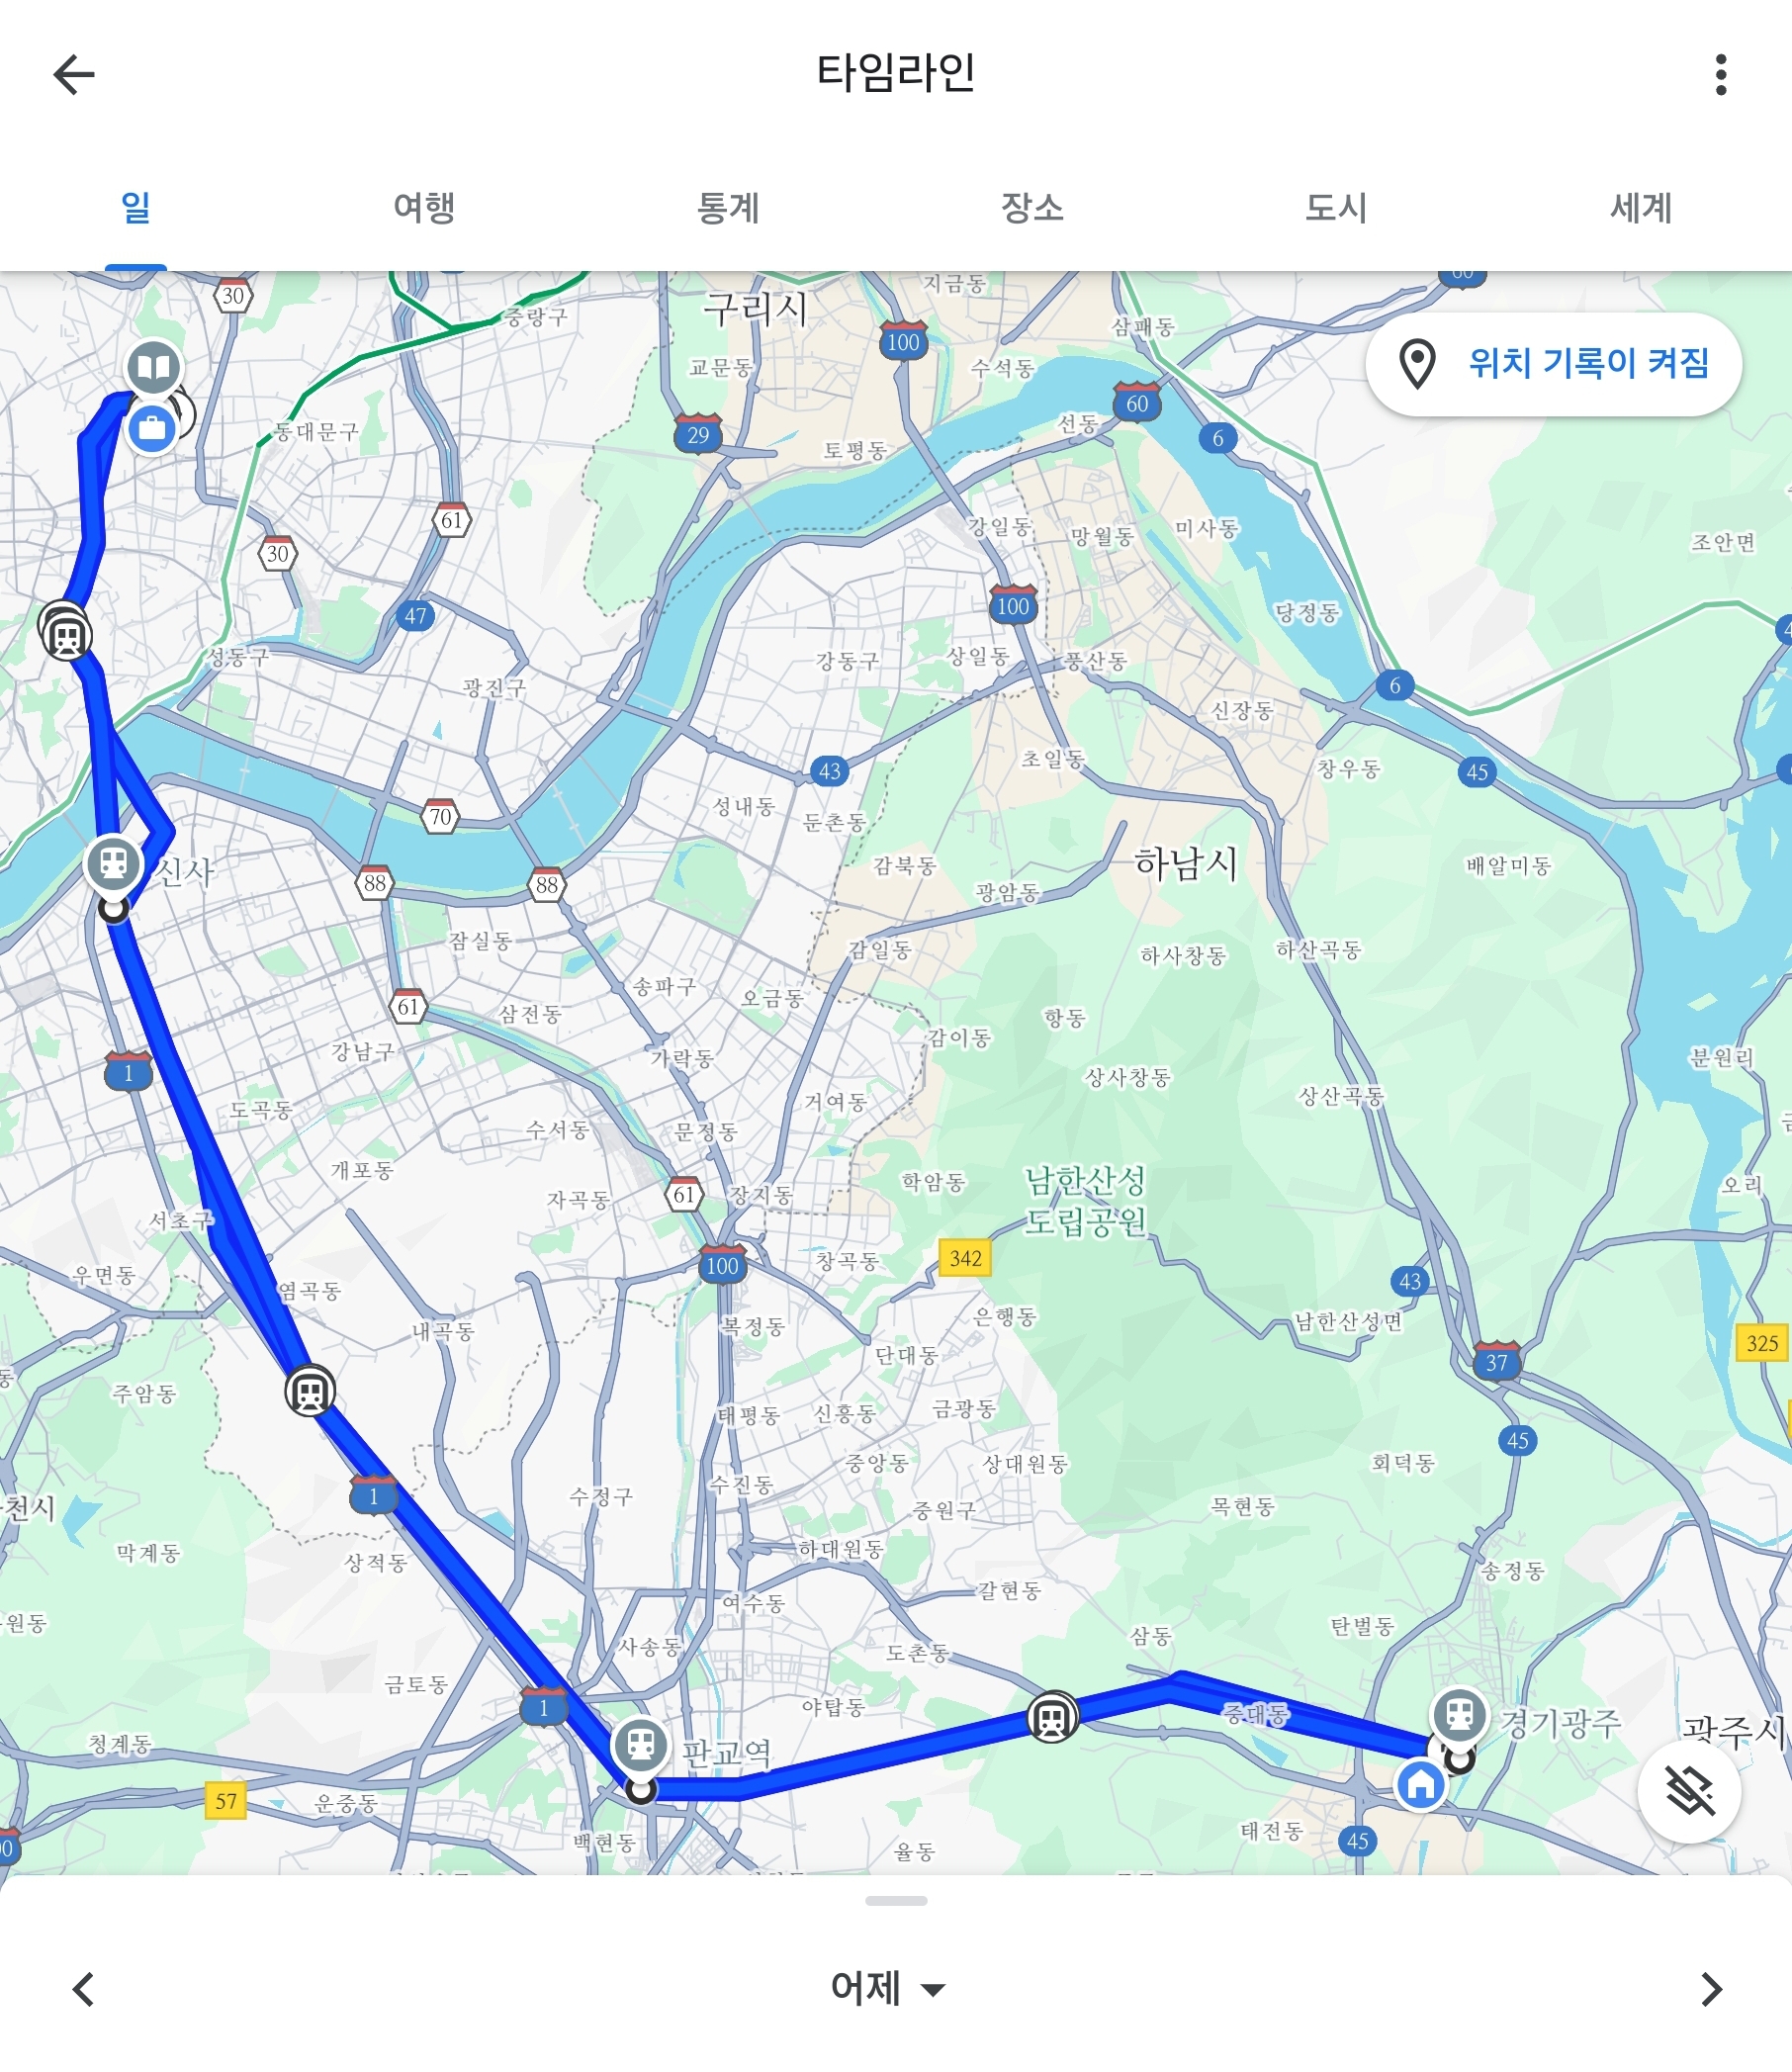 타임라인
일
여행
통계
장소
도시
세계
위치 기록이 켜짐
30
중랑구
구리시
지금동
100
교문동
수석동
삼패동
60
29
토평동
선동
60
6
동대문구
61
30
강일동
망월동
미사동
조안면
47
100
당정동
성동구
광진구
강동구
상일동
풍산동
6
신장동
43
초일동
창우동
45
70
성내동
둔촌동
신사
88
88
감북동
하남시
광암동
배알미동
잠실동
감일동
하사창동
하산곡동
송파구
오금동
61
삼전동
항동
감이동
강남구
가락동
분원리
1
상사창동
상산곡동
도곡동
거여동
수서동
문정동
개포동
학암동
남한산성
도립공원
자곡동
61
장지동
오리
서초구
342
창곡동
100
우면동
염곡동
43
내곡동
복정동
은행동
남한산성면
325
단대동
37
주암동
태평동
신흥동
금광동
45
중앙동
상대원동
회덕동
1
수정구
수진동
중원구
목현동
천시
막계동
상적동
하대원동
송정동
갈현동
여수동
원동
사송동
도촌동
삼동
탄벌동
금토동
1
야탑동
중대동
경기광주
광주시
청계동
판교역
57
운중동
백현동
율동
태전동
45
어제